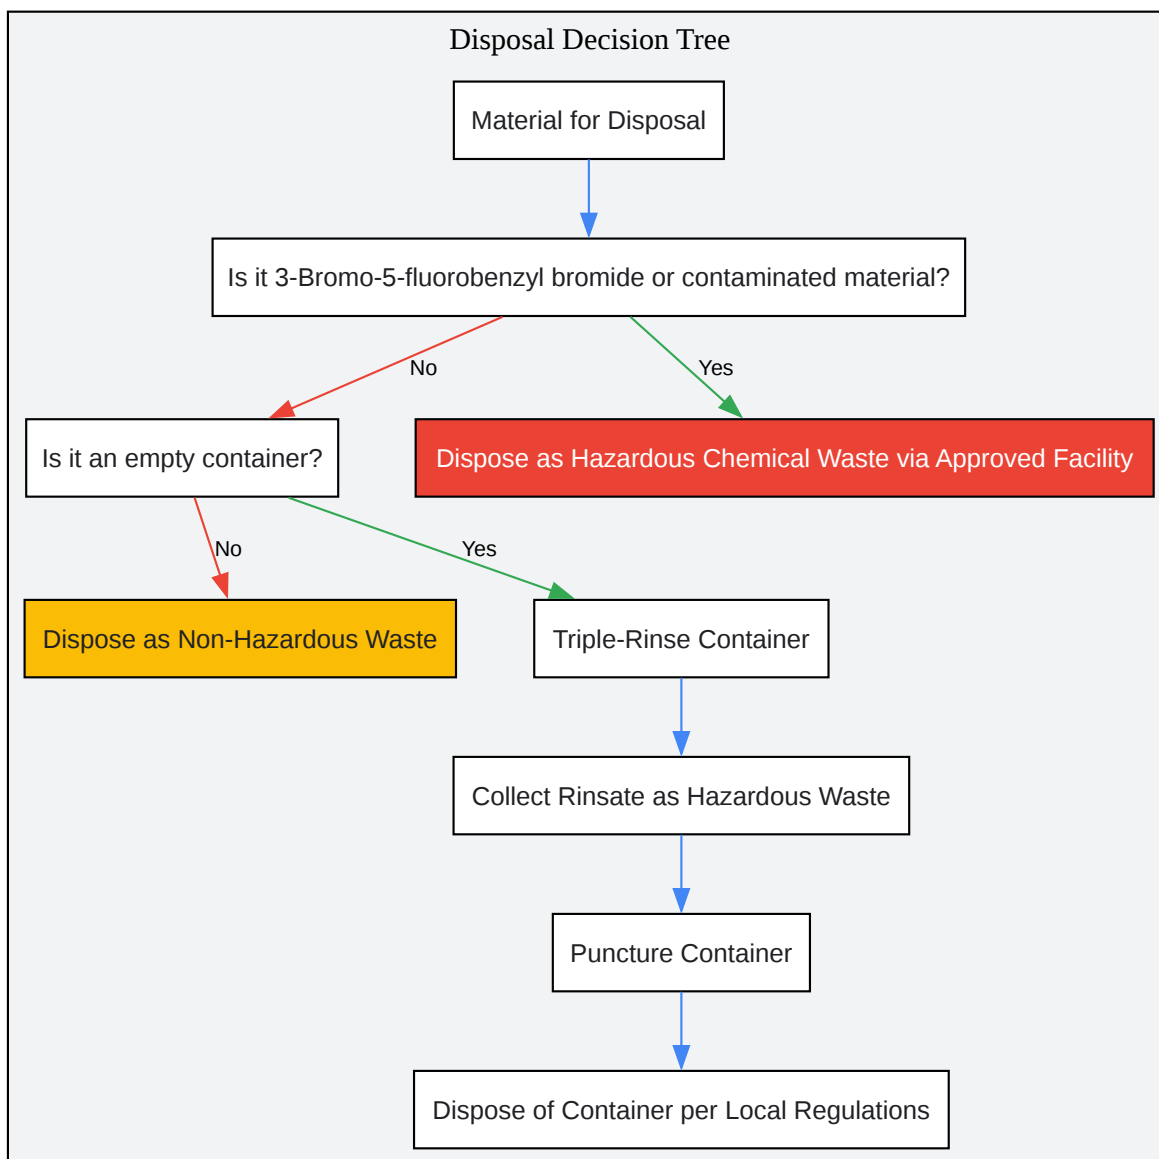 Disposal Decision Tree
Material for Disposal
Is it 3-Bromo-5-fluorobenzyl bromide or contaminated material?
No
Yes
Is it an empty container?
Dispose as Hazardous Chemical Waste via Approved Facility
No
Yes
Dispose as Non-Hazardous Waste
Triple-Rinse Container
Collect Rinsate as Hazardous Waste
Puncture Container
Dispose of Container per Local Regulations